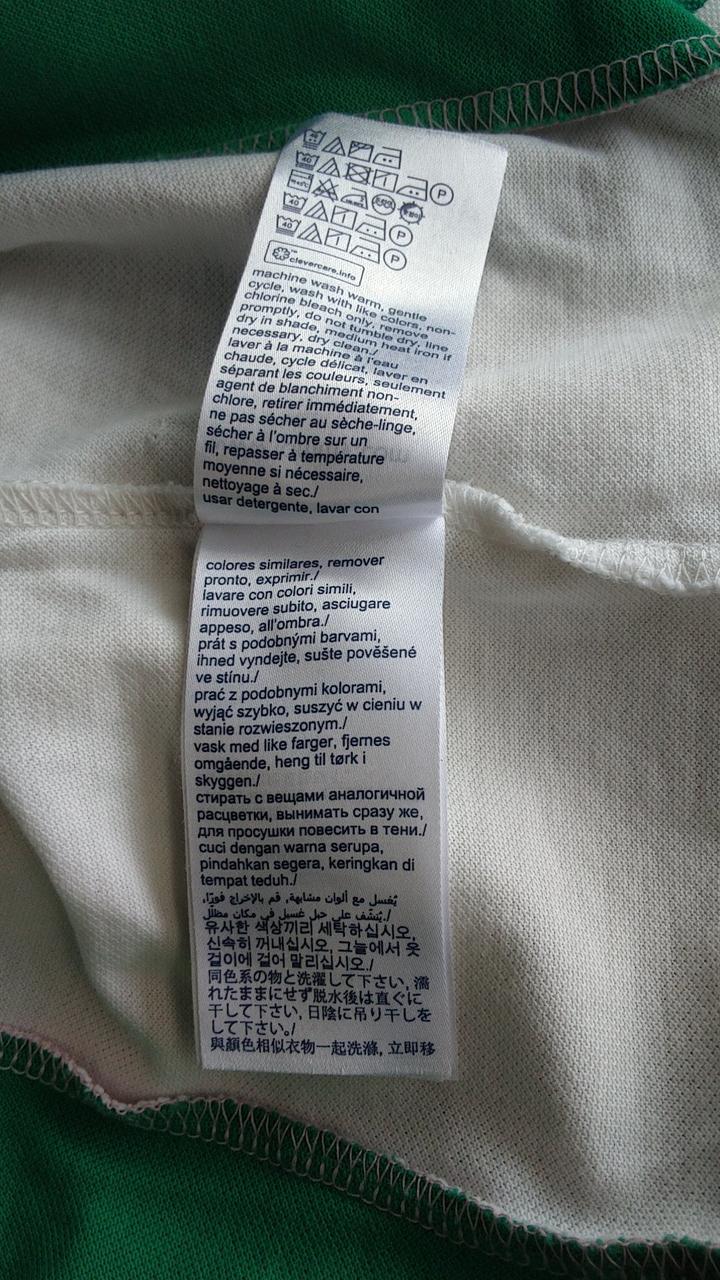 40
P
40
P
40
P
clevercare.info
machine wash warm, gentle
cycle, wash with like colors, non-
chlorine bleach only, remove
promptly, do not tumble dry, line
dry in shade, medium heat iron if
necessary, dry clean./
laver à la machine à l'eau
chaude, cycle délicat, laver en
séparant les couleurs, seulement
agent de blanchiment non-
chlore, retirer immédiatement,
ne pas sécher au sèche-linge,
sécher à l'ombre sur un
fil, repasser à température
moyenne si nécessaire,
nettoyage à sec./
usar detergente, lavar con
colores similares, remover
pronto, exprimir./
lavare con colori simili,
rimuovere subito, asciugare
appeso, all'ombra./
prát s podobnými barvami,
ihned vyndejte, sušte pověšené
ve stínu./
prać z podobnymi kolorami,
wyjąć szybko, suszyć w cieniu w
stanie rozwieszonym./
vask med like farger, fjernes
omgående, heng til tørk i
skyggen./
стирать с вещами аналогичной
расцветки, вынимать сразу же,
для просушки повесить в тени./
cuci dengan warna serupa,
pindahkan segera, keringkan di
tempat teduh./
يُغسل مع ألوان مشابهة، قم بالإخراج فورًا،
يُنشّف على حبل غسيل في مكان مظلّل./
유사한 색상끼리 세탁하십시오,
신속히 꺼내십시오, 그늘에서 옷
걸이에 걸어 말리십시오./
同色系の物と洗濯して下さい, 濡
れたままにせず脱水後は直ぐに
干して下さい, 日陰に吊り干しを
して下さい。/
與顏色相似衣物一起洗滌, 立即移